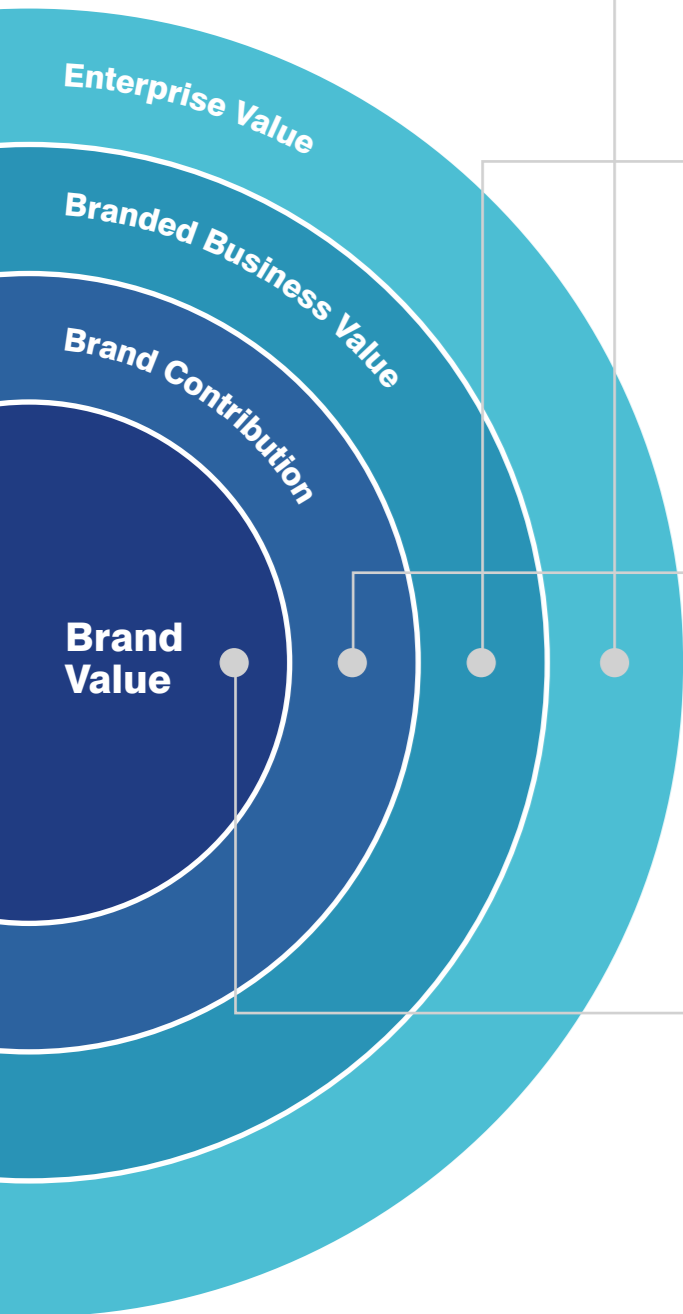 Enterprise Value
Branded Business Value
Brand Contribution
Brand
Value